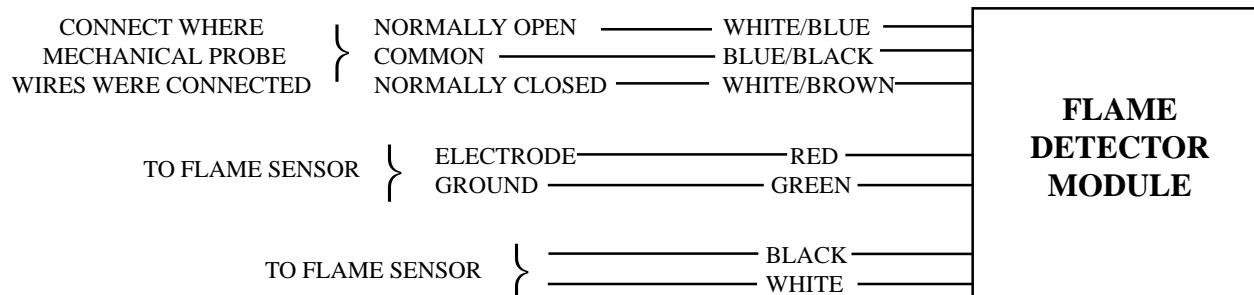 CONNECT WHERE
MECHANICAL PROBE
WIRES WERE CONNECTED
NORMALLY OPEN WHITE/BLUE
COMMON BLUE/BLACK
NORMALLY CLOSED WHITE/BROWN
TO FLAME SENSOR
ELECTRODE RED
GROUND GREEN
TO FLAME SENSOR
BLACK
WHITE
FLAME
DETECTOR
MODULE